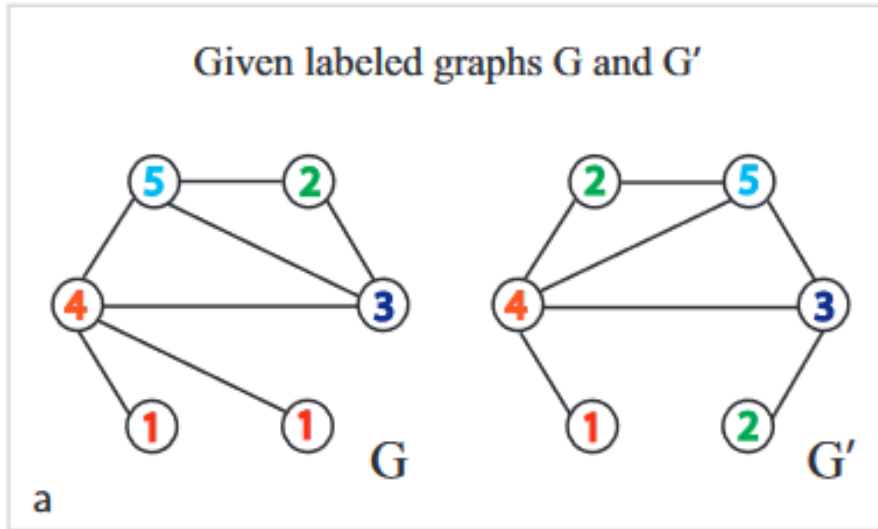 Given labeled graphs G and G′
5 2 2 5
4 3 4 3
1 1 G 1 2 G′
a